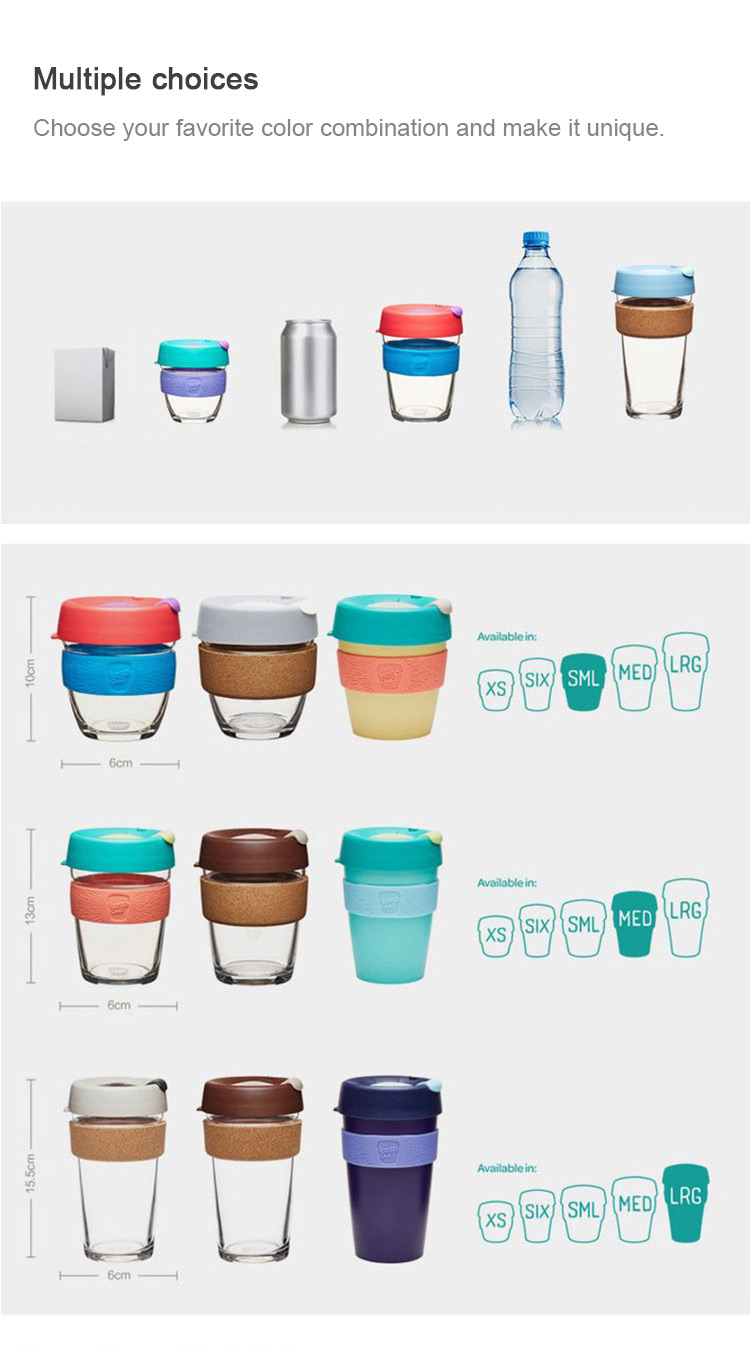 Multiple choices
Choose your favorite color combination and make it unique.
10cm
6cm
Available in:
XS SIX SML MED LRG
13cm
6cm
Available in:
XS SIX SML MED LRG
15.5cm
6cm
Available in:
XS SIX SML MED LRG